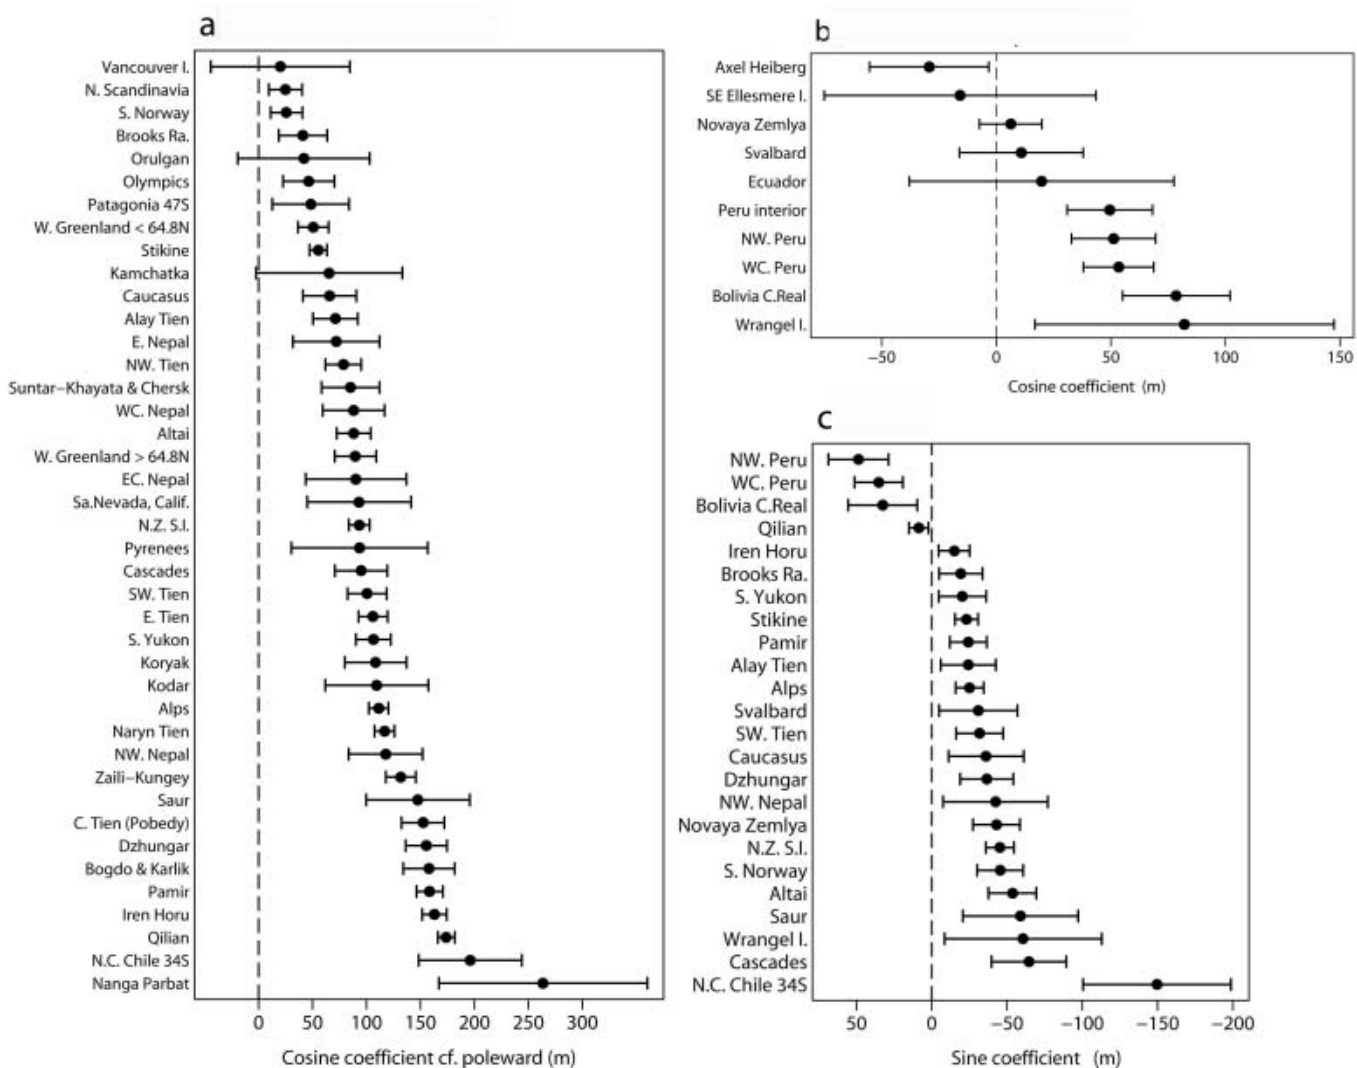 a
Vancouver I.
N. Scandinavia
S. Norway
Brooks Ra.
Orulgan
Olympics
Patagonia 47S
W. Greenland < 64.8N
Stikine
Kamchatka
Caucasus
Alay Tien
E. Nepal
NW. Tien
Suntar–Khayata & Chersk
WC. Nepal
Altai
W. Greenland > 64.8N
EC. Nepal
Sa.Nevada, Calif.
N.Z. S.I.
Pyrenees
Cascades
SW. Tien
E. Tien
S. Yukon
Koryak
Kodar
Alps
Naryn Tien
NW. Nepal
Zaili–Kungey
Saur
C. Tien (Pobedy)
Dzhungar
Bogdo & Karlik
Pamir
Iren Horu
Qilian
N.C. Chile 34S
Nanga Parbat
0 50 100 150 200 250 300
Cosine coefficient cf. poleward (m)
b
Axel Heiberg
SE Ellesmere I.
Novaya Zemlya
Svalbard
Ecuador
Peru interior
NW. Peru
WC. Peru
Bolivia C.Real
Wrangel I.
−50 0 50 100 150
Cosine coefficient (m)
c
NW. Peru
WC. Peru
Bolivia C.Real
Qilian
Iren Horu
Brooks Ra.
S. Yukon
Stikine
Pamir
Alay Tien
Alps
Svalbard
SW. Tien
Caucasus
Dzhungar
NW. Nepal
Novaya Zemlya
N.Z. S.I.
S. Norway
Altai
Saur
Wrangel I.
Cascades
N.C. Chile 34S
50 0 −50 −100 −150 −200
Sine coefficient (m)